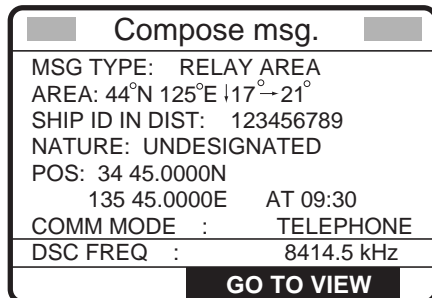 Compose msg.
MSG TYPE: RELAY AREA
AREA: 44°N 125°E ↓17°→21°
SHIP ID IN DIST: 123456789
NATURE: UNDESIGNATED
POS: 34 45.0000N
135 45.0000E AT 09:30
COMM MODE : TELEPHONE
DSC FREQ : 8414.5 kHz
GO TO VIEW